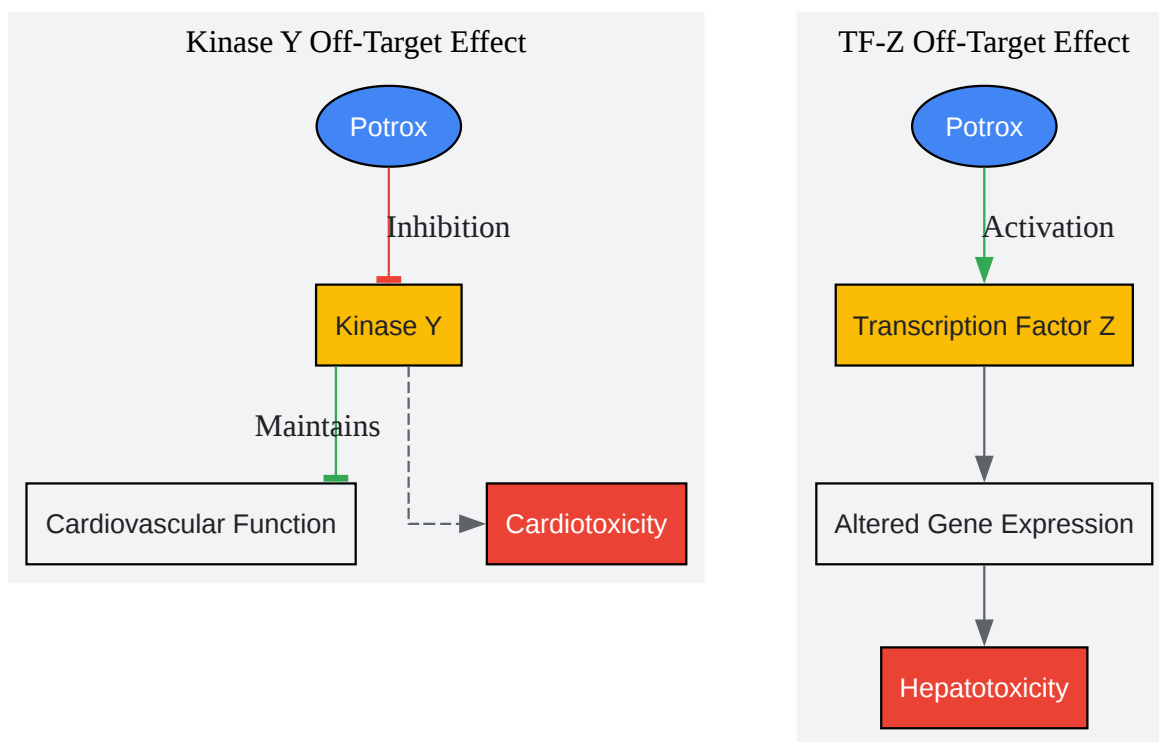 Kinase Y Off-Target Effect
Potrox
Inhibition
Kinase Y
Maintains
Cardiovascular Function
Cardiotoxicity
TF-Z Off-Target Effect
Potrox
Activation
Transcription Factor Z
Altered Gene Expression
Hepatotoxicity